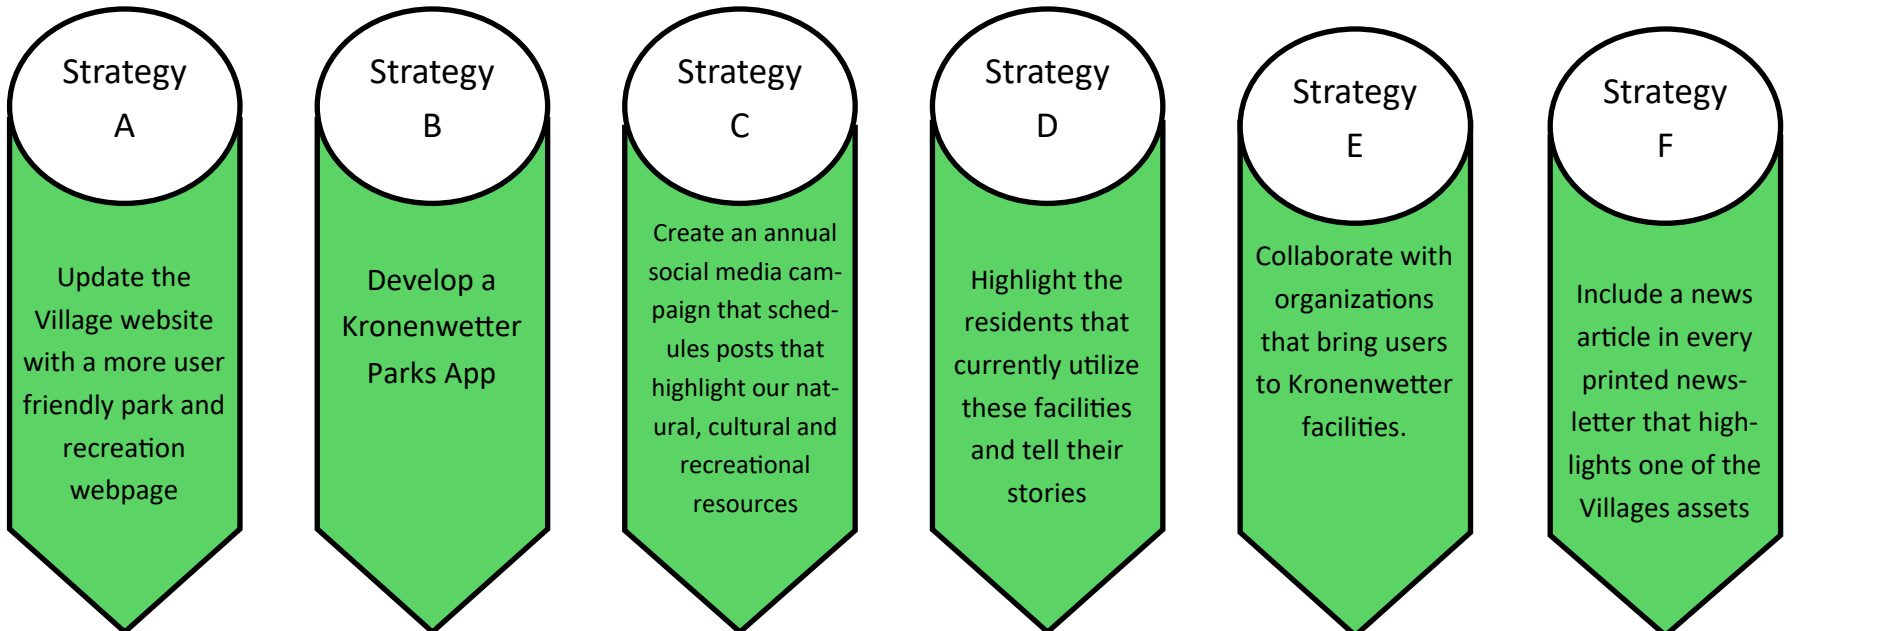 Strategy
A
Update the
Village website
with a more user
friendly park and
recreation
webpage
Strategy
B
Develop a
Kronenwetter
Parks App
Strategy
C
Create an annual
social media cam-
paign that sched-
ules posts that
highlight our nat-
ural, cultural and
recreational
resources
Strategy
D
Highlight the
residents that
currently utilize
these facilities
and tell their
stories
Strategy
E
Collaborate with
organizations
that bring users
to Kronenwetter
facilities.
Strategy
F
Include a news
article in every
printed news-
letter that high-
lights one of the
Villages assets